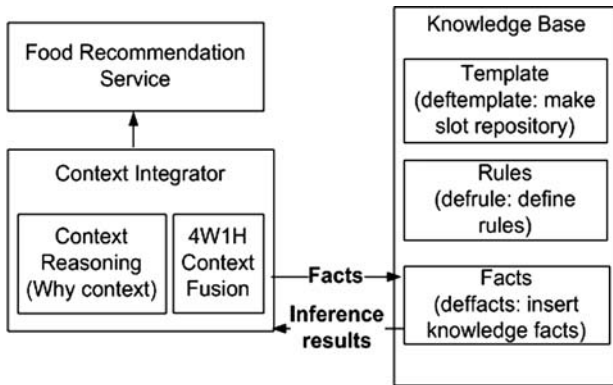 Food Recommendation
Service
Context Integrator
Context
Reasoning
(Why context)
4W1H
Context
Fusion
Facts
Inference
results
Knowledge Base
Template
(deftemplate: make
slot repository)
Rules
(defrule: define
rules)
Facts
(deffacts: insert
knowledge facts)